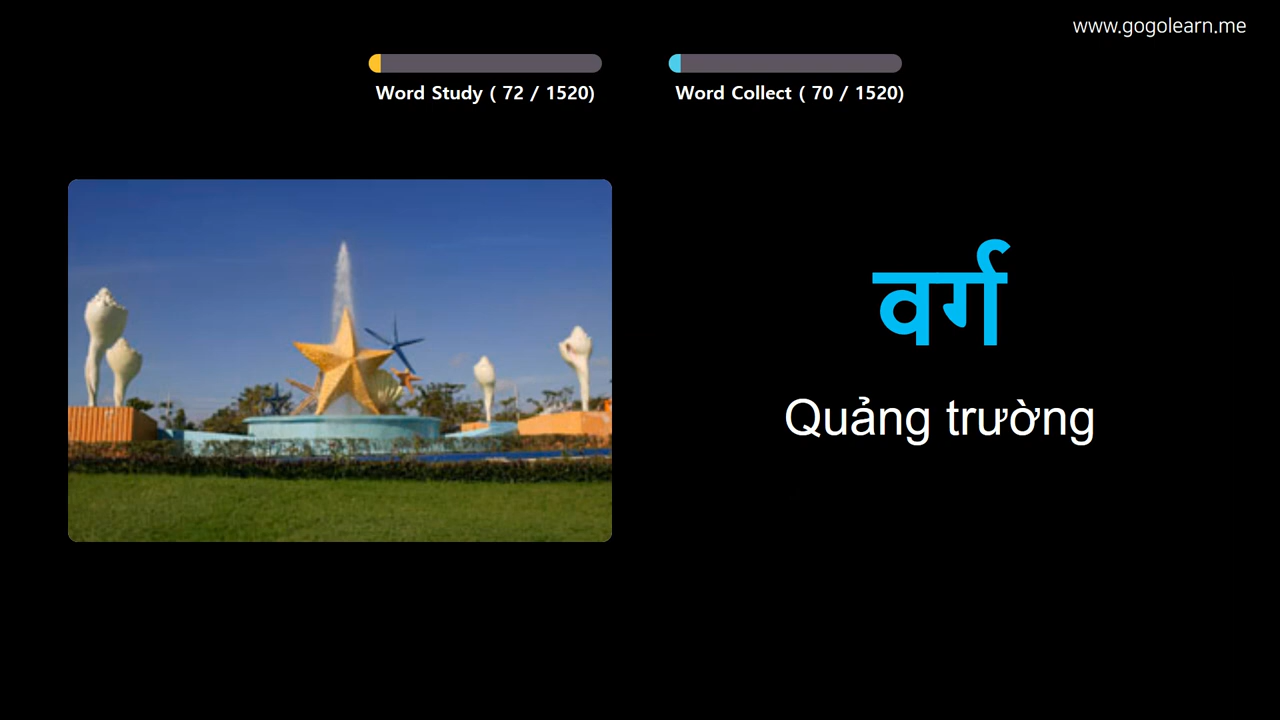 www.gogolearn.me
Word Study ( 72 / 1520)
Word Collect ( 70 / 1520)
वर्ग
Quảng trường